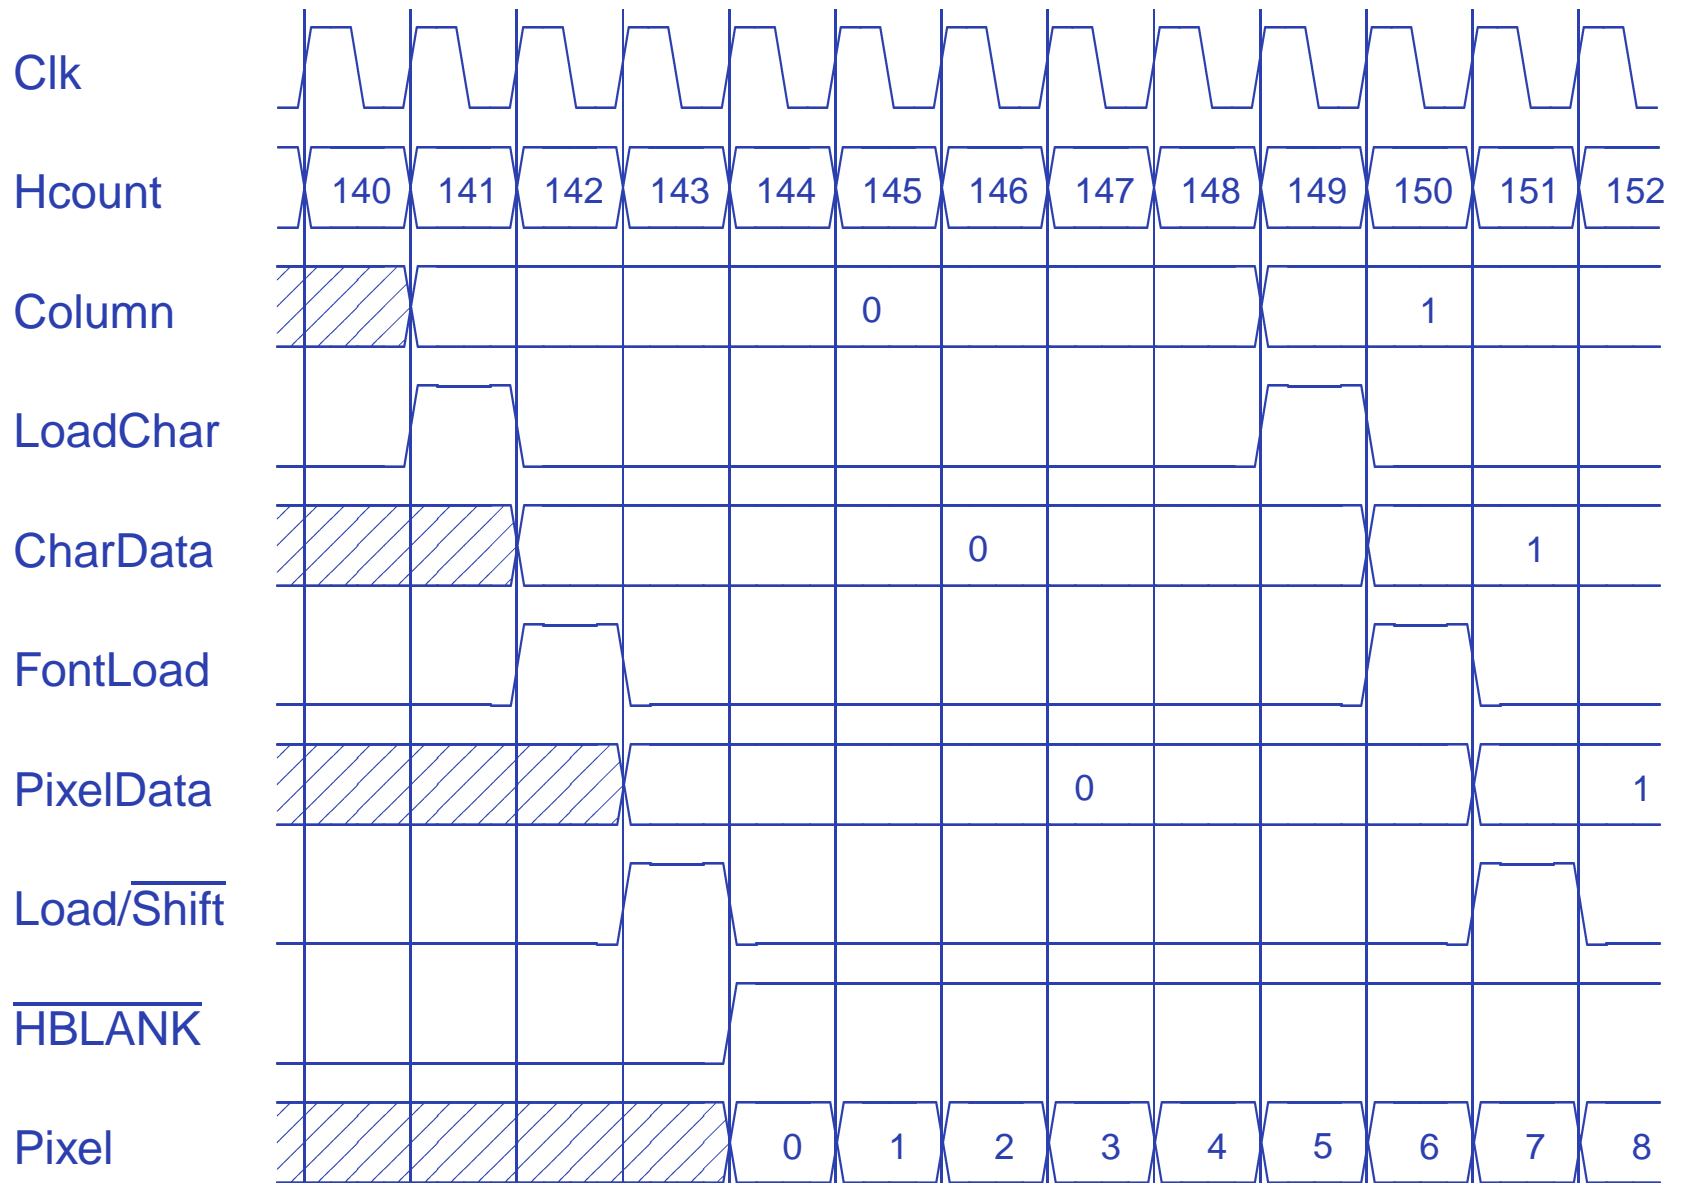 Clk
Hcount 140 141 142 143 144 145 146 147 148 149 150 151 152
Column 0 1
LoadChar
CharData 0 1
FontLoad
PixelData 0 1
Load/Shift
HBLANK
Pixel 0 1 2 3 4 5 6 7 8